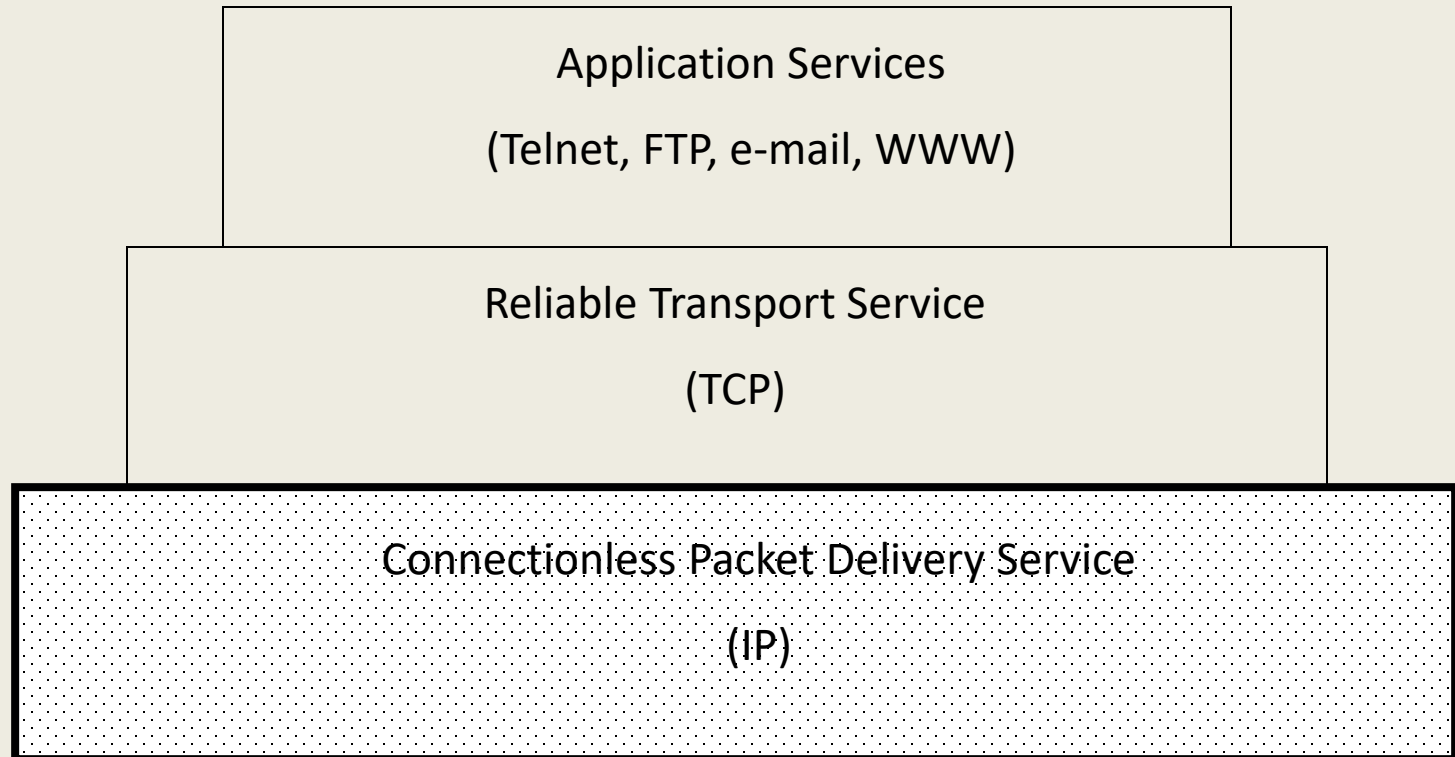 Application Services
(Telnet, FTP, e-mail, WWW)
Reliable Transport Service
(TCP)
Connectionless Packet Delivery Service
(IP)